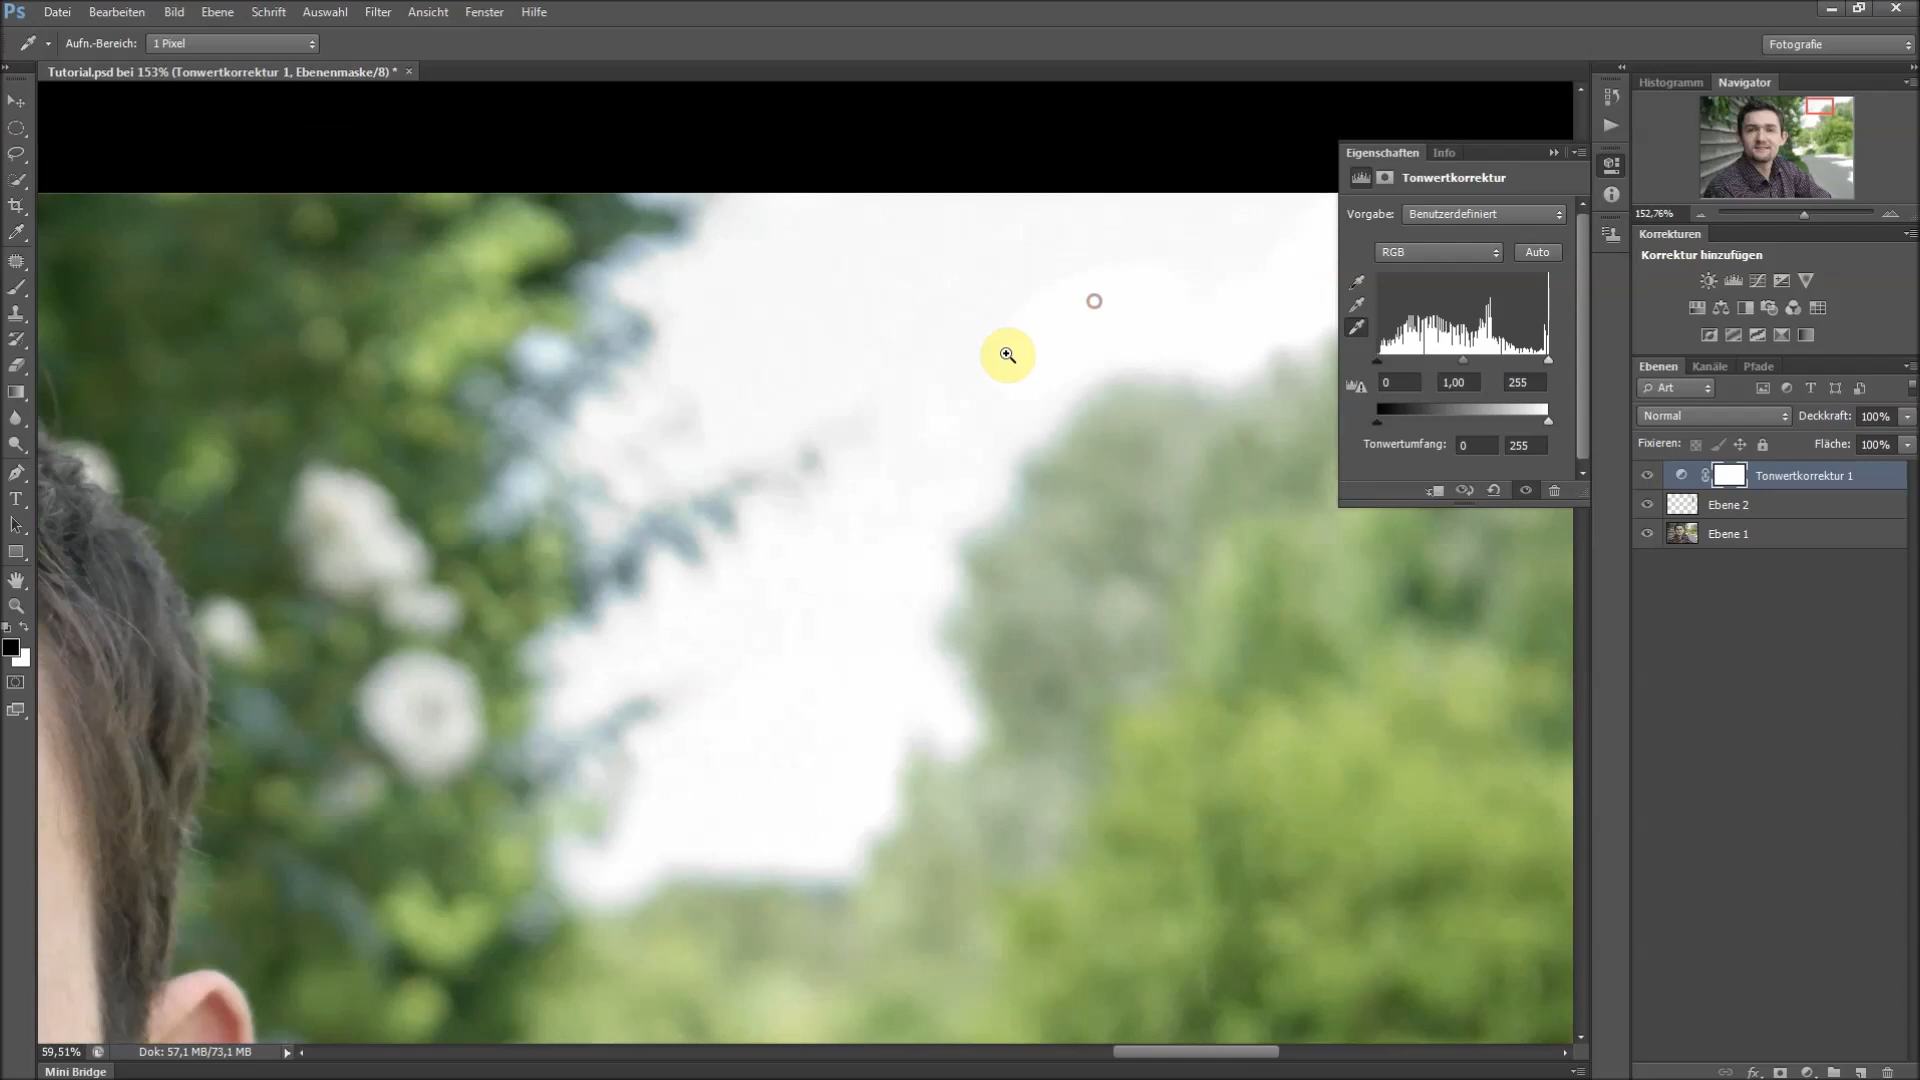 Ps Datei Bearbeiten Bild Ebene Schrift Auswahl Filter Ansicht Fenster Hilfe
Aufn.-Bereich: 1 Pixel Fotografie
Tutorial.psd bei 153% (Tonwertkorrektur 1, Ebenenmaske/8) * ×
Histogramm Navigator
152,76%
Korrekturen
Korrektur hinzufügen
Eigenschaften Info
Tonwertkorrektur
Vorgabe: Benutzerdefiniert
RGB Auto
0 1,00 255
Tonwertumfang: 0 255
Ebenen Kanäle Pfade
Art
Normal Deckkraft: 100%
Fixieren: Fläche: 100%
Tonwertkorrektur 1
Ebene 2
Ebene 1
59,51% Dok: 57,1 MB/73,1 MB
Mini Bridge